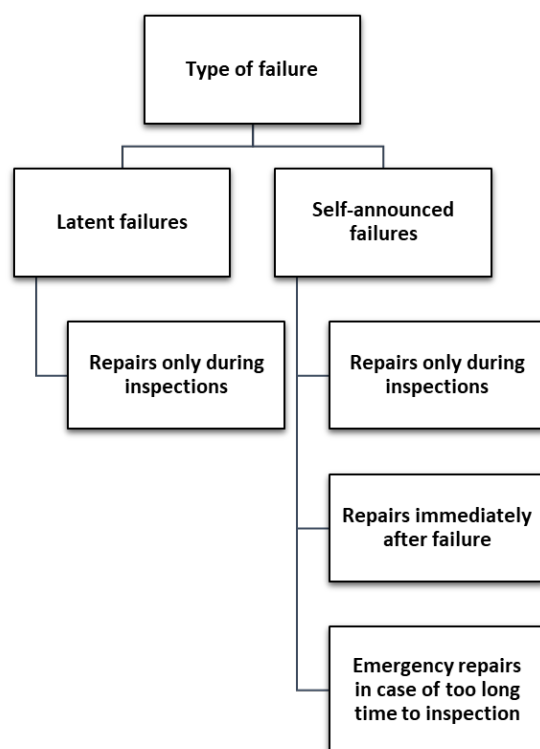 Type of failure
Latent failures
Self-announced
failures
Repairs only during
inspections
Repairs only during
inspections
Repairs immediately
after failure
Emergency repairs
in case of too long
time to inspection